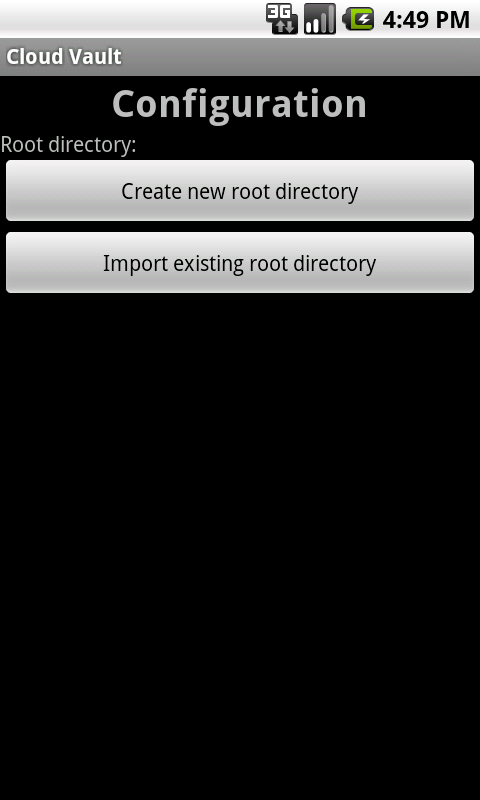 3G 4:49 PM
Cloud Vault
Configuration
Root directory:
Create new root directory
Import existing root directory